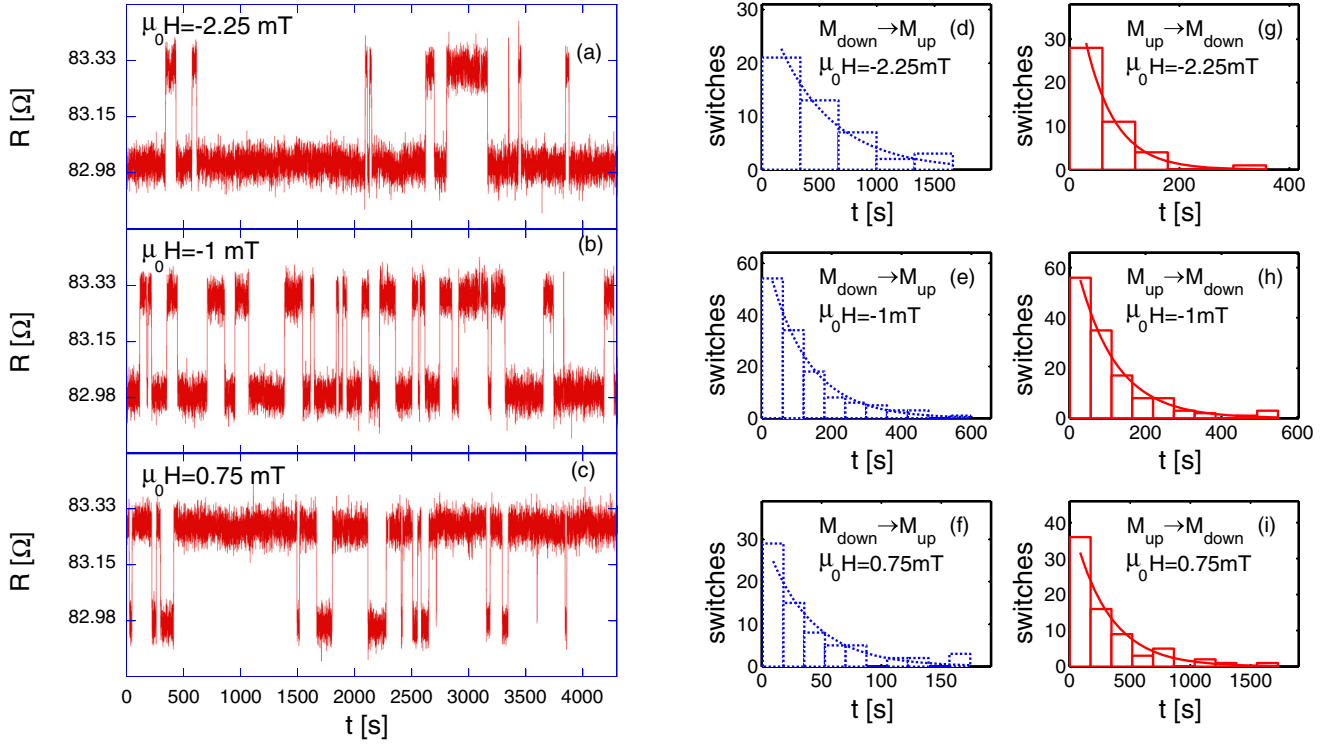 μ0H=-2.25 mT
(a)
83.33
83.15
82.98
R [Ω]
μ0H=-1 mT
(b)
83.33
83.15
82.98
R [Ω]
μ0H=0.75 mT
(c)
83.33
83.15
82.98
R [Ω]
0 500 1000 1500 2000 2500 3000 3500 4000
t [s]
30
20
10
0
switches
Mdown→Mup (d)
μ0H=-2.25mT
0 500 1000 1500
t [s]
30
20
10
0
switches
Mup→Mdown (g)
μ0H=-2.25mT
0 200 400
t [s]
60
40
20
0
switches
Mdown→Mup (e)
μ0H=-1mT
0 200 400 600
t [s]
60
40
20
0
switches
Mup→Mdown (h)
μ0H=-1mT
0 200 400 600
t [s]
30
20
10
0
switches
Mdown→Mup (f)
μ0H=0.75mT
0 50 100 150
t [s]
40
20
0
switches
Mup→Mdown (i)
μ0H=0.75mT
0 500 1000 1500
t [s]